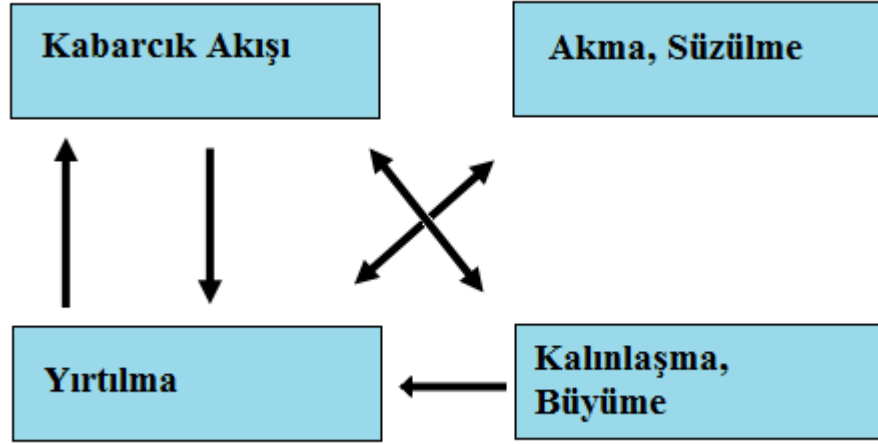 Kabarcık Akışı
Akma, Süzülme
Yırtılma
Kalınlaşma,
Büyüme